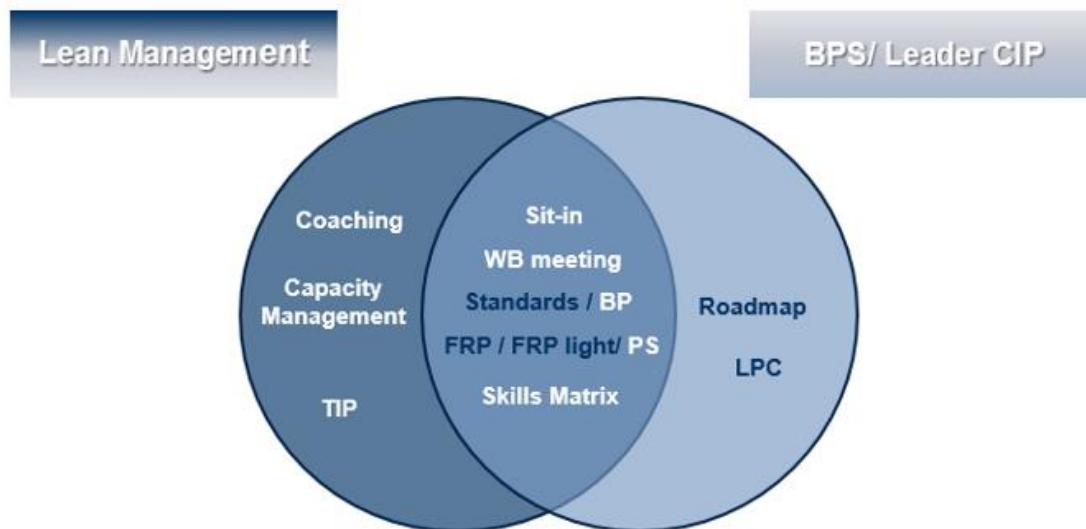 Lean Management
BPS/ Leader CIP
Coaching
Capacity
Management
TIP
Sit-in
WB meeting
Standards / BP
FRP / FRP light/ PS
Skills Matrix
Roadmap
LPC